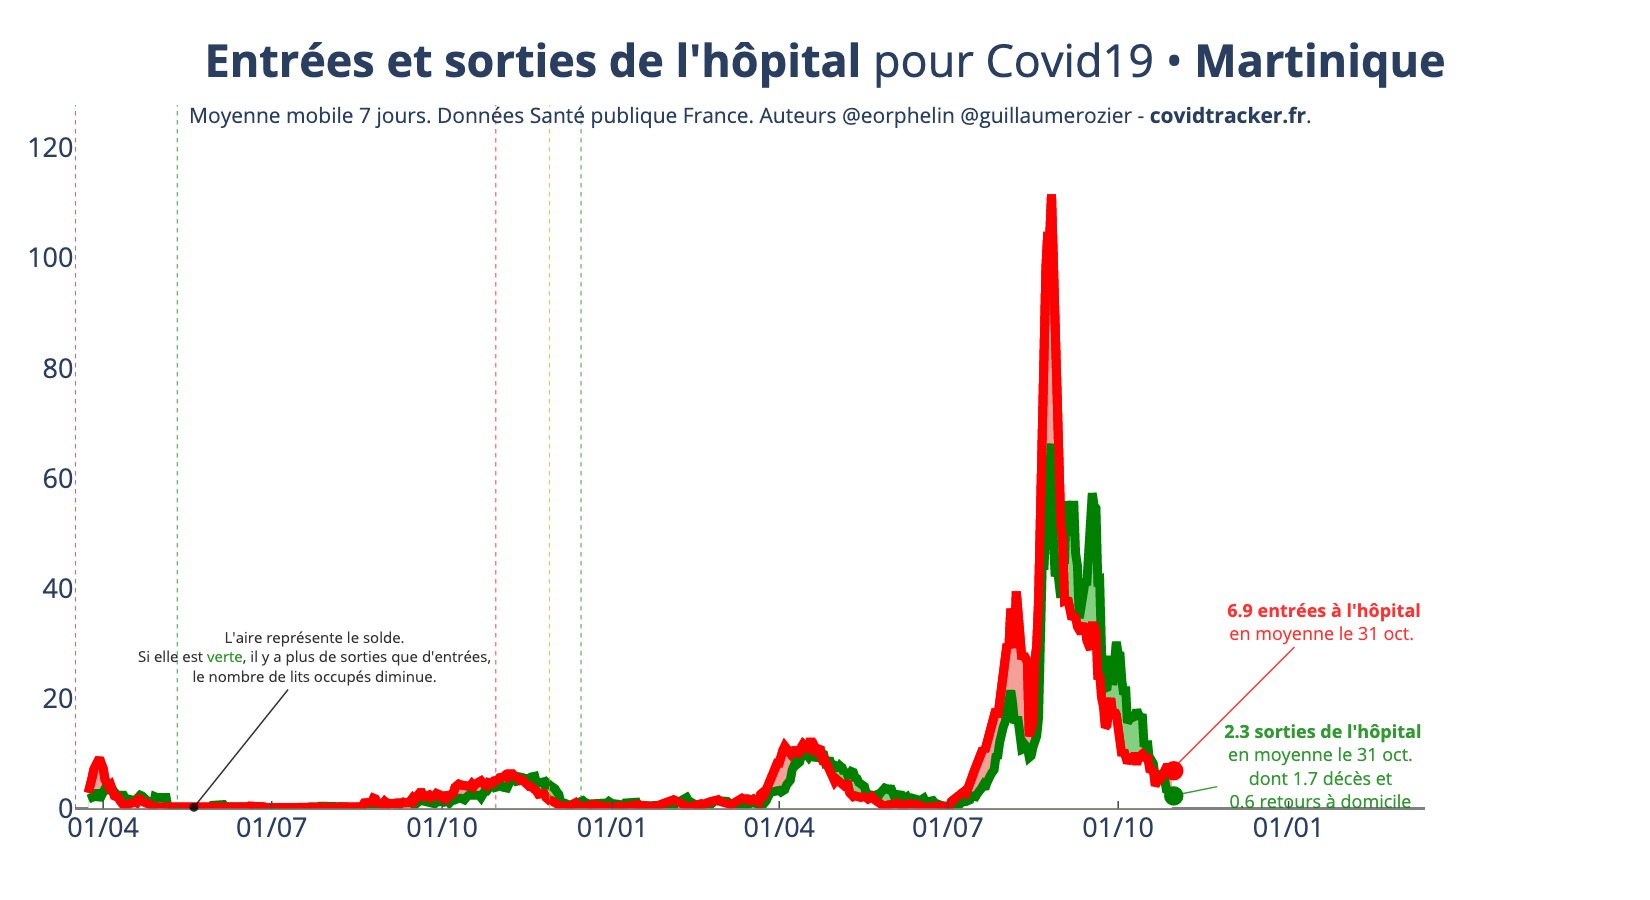 Entrées et sorties de l'hôpital pour Covid19 • Martinique
Moyenne mobile 7 jours. Données Santé publique France. Auteurs @eorphelin @guillaumerozier - covidtracker.fr.
120
100
80
60
40
20
0
L'aire représente le solde.
Si elle est verte, il y a plus de sorties que d'entrées,
le nombre de lits occupés diminue.
6.9 entrées à l'hôpital
en moyenne le 31 oct.
2.3 sorties de l'hôpital
en moyenne le 31 oct.
dont 1.7 décès et
0.6 retours à domicile
01/04 01/07 01/10 01/01 01/04 01/07 01/10 01/01